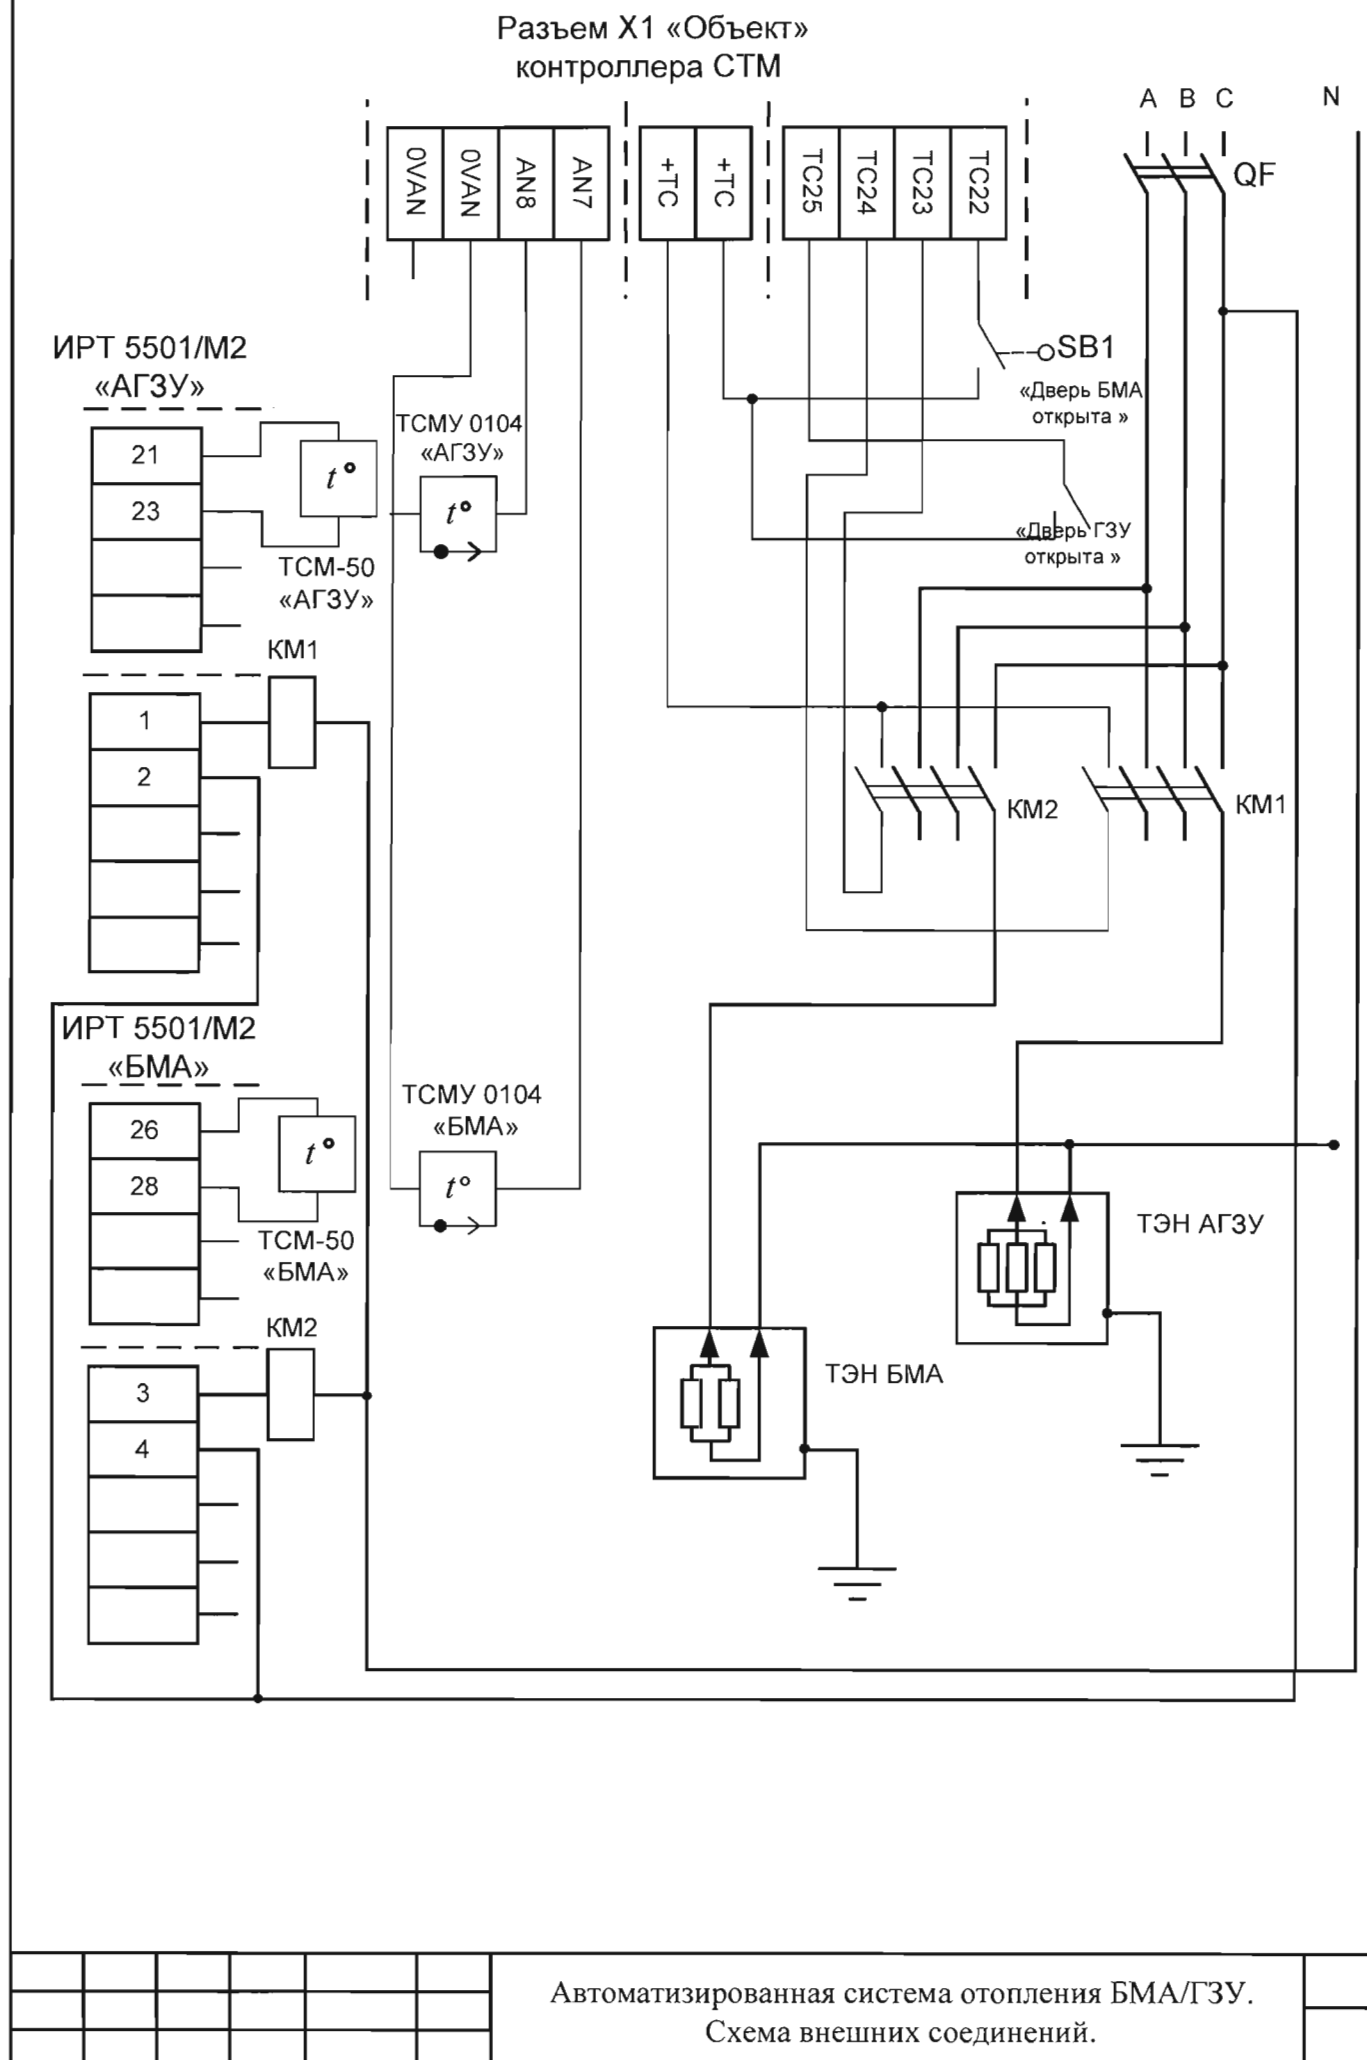 Разъем X1 «Объект»
контроллера СТМ
A B C N
0VAN
0VAN
AN8
AN7
+TC
+TC
TC25
TC24
TC23
TC22
QF
ИРТ 5501/М2
«АГЗУ»
SB1
«Дверь БМА
открыта »
ТСМУ 0104
«АГЗУ»
21
t°
23
t°
«Дверь ГЗУ
открыта »
ТСМ-50
«АГЗУ»
КМ1
1
2
КМ2
КМ1
ИРТ 5501/М2
«БМА»
ТСМУ 0104
«БМА»
26
t°
28
t°
ТСМ-50
«БМА»
ТЭН АГЗУ
КМ2
3
4
ТЭН БМА
Автоматизированная система отопления БМА/ГЗУ.
Схема внешних соединений.